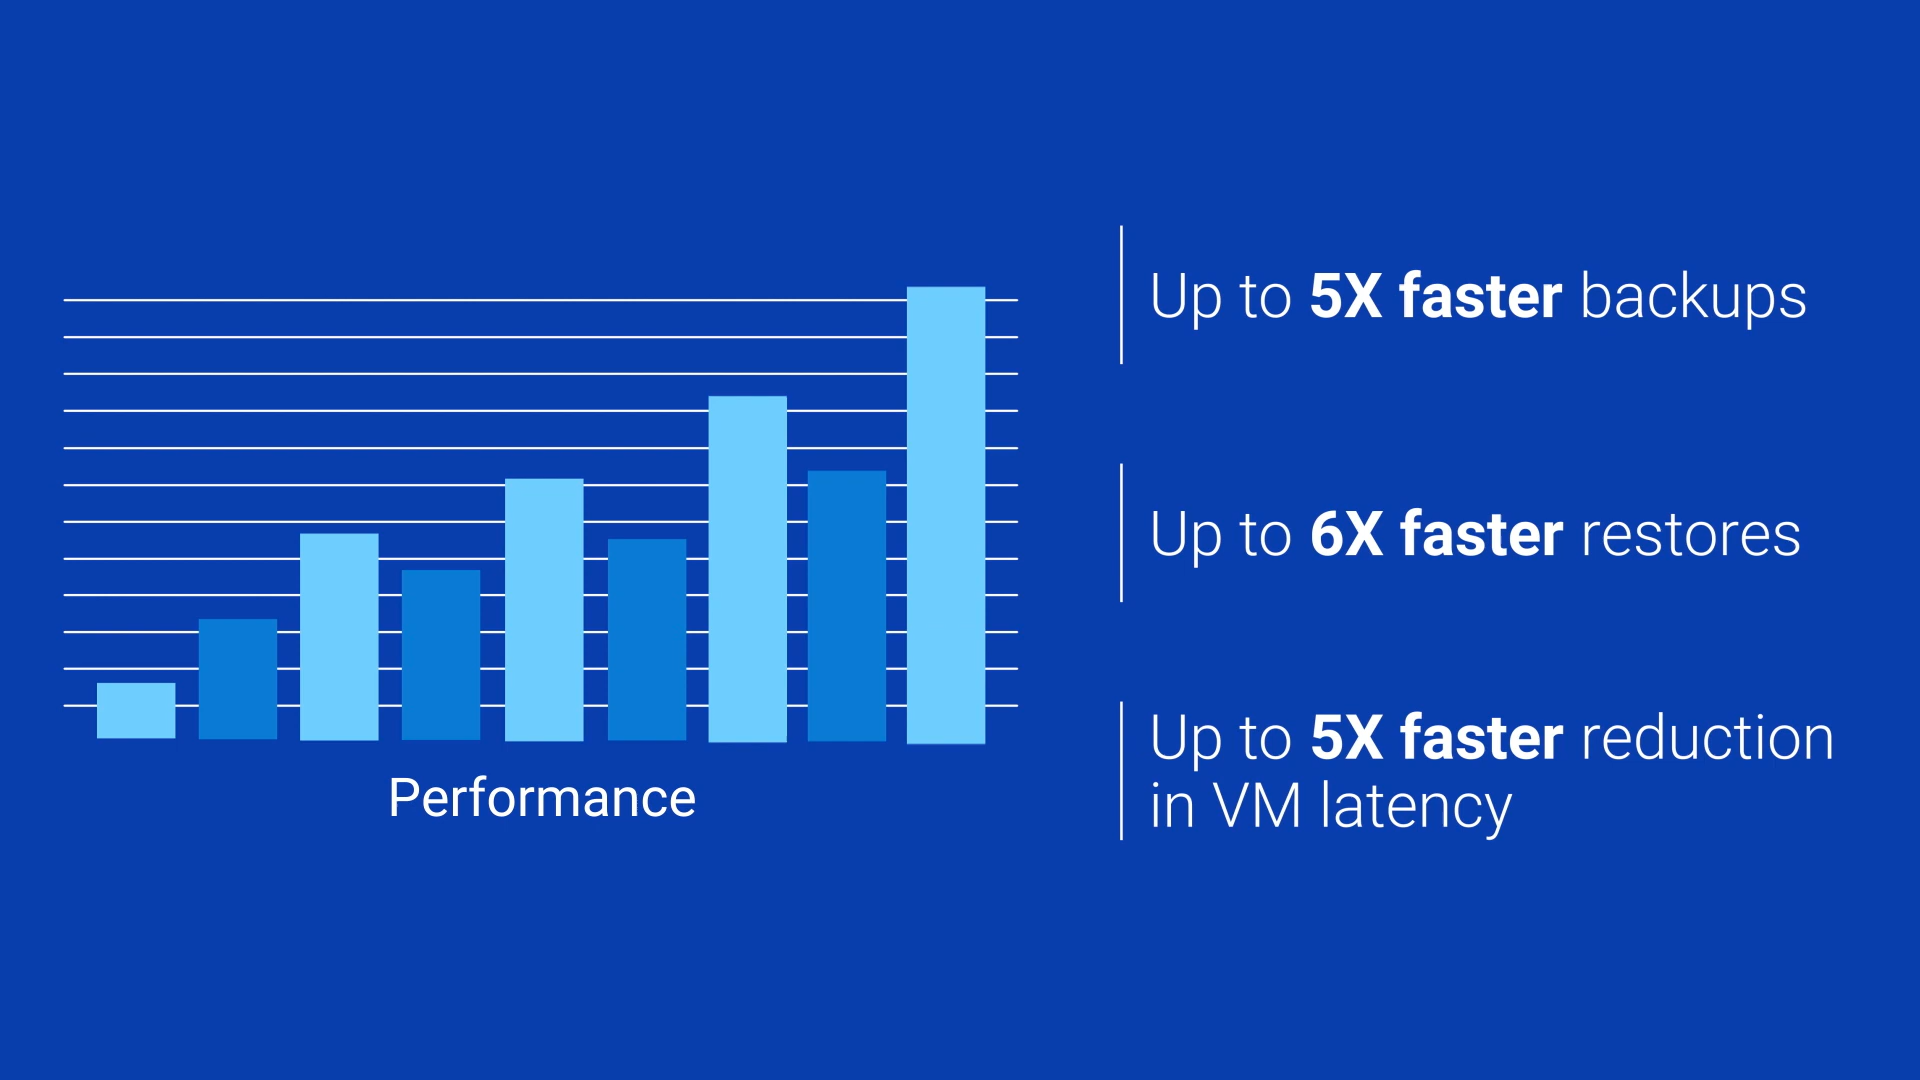 Performance
Up to 5X faster backups
Up to 6X faster restores
Up to 5X faster reduction
in VM latency